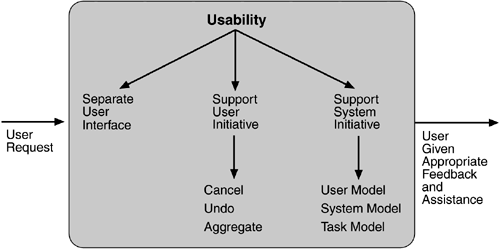 Usability
Separate
User
Interface
Support
User
Initiative
Support
System
Initiative
User
Request
User
Given
Appropriate
Feedback
and
Assistance
Cancel
Undo
Aggregate
User Model
System Model
Task Model